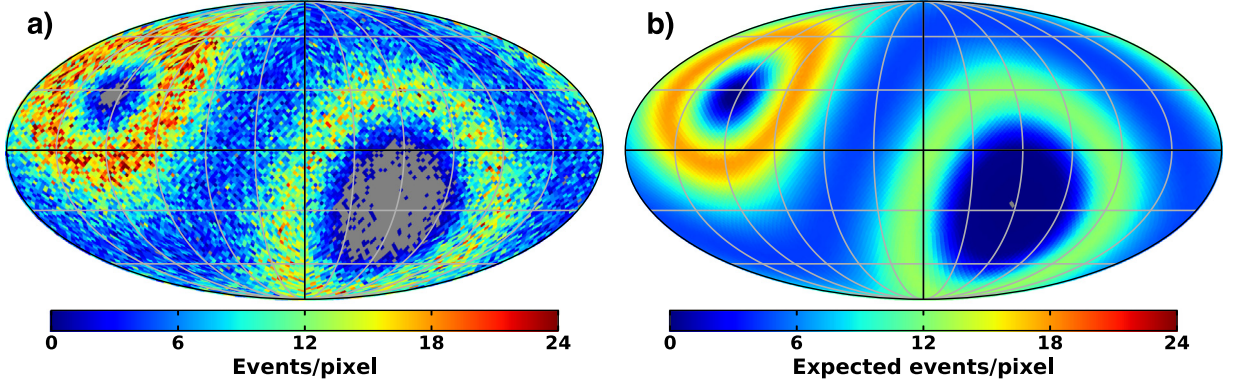 a)
b)
0 6 12 18 24
0 6 12 18 24
Events/pixel
Expected events/pixel